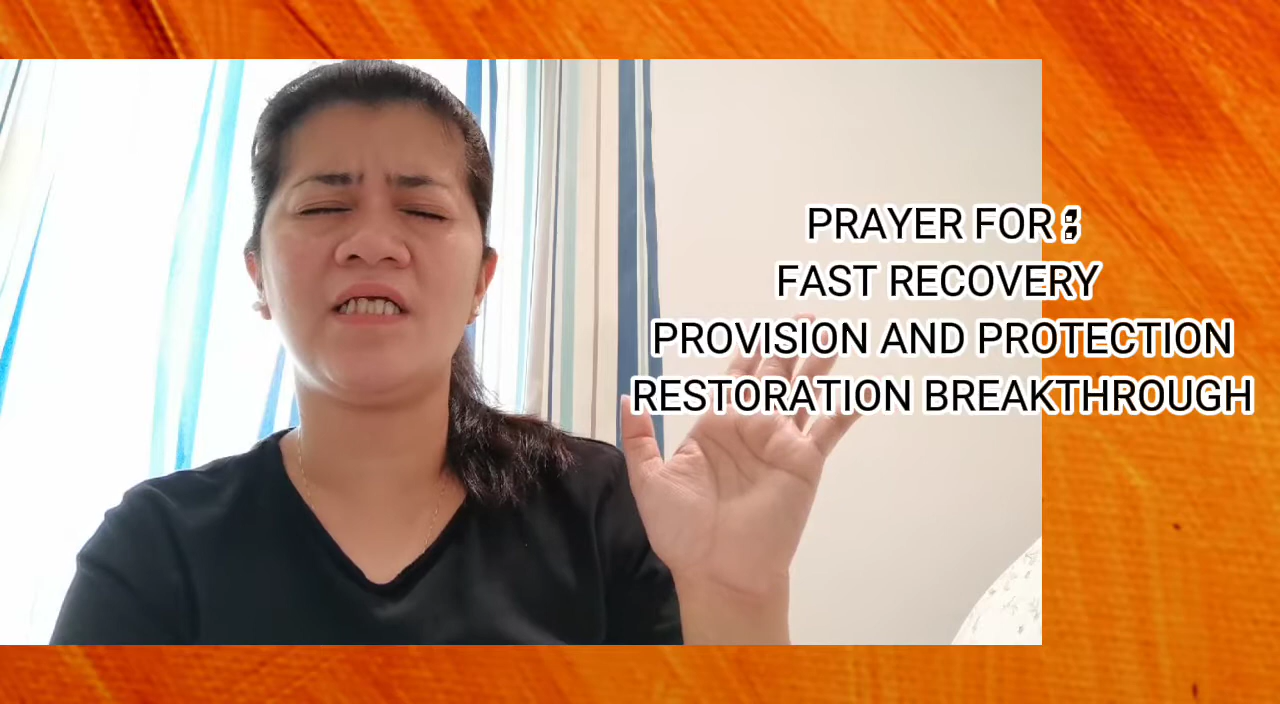 PRAYER FOR :
FAST RECOVERY
PROVISION AND PROTECTION
RESTORATION BREAKTHROUGH